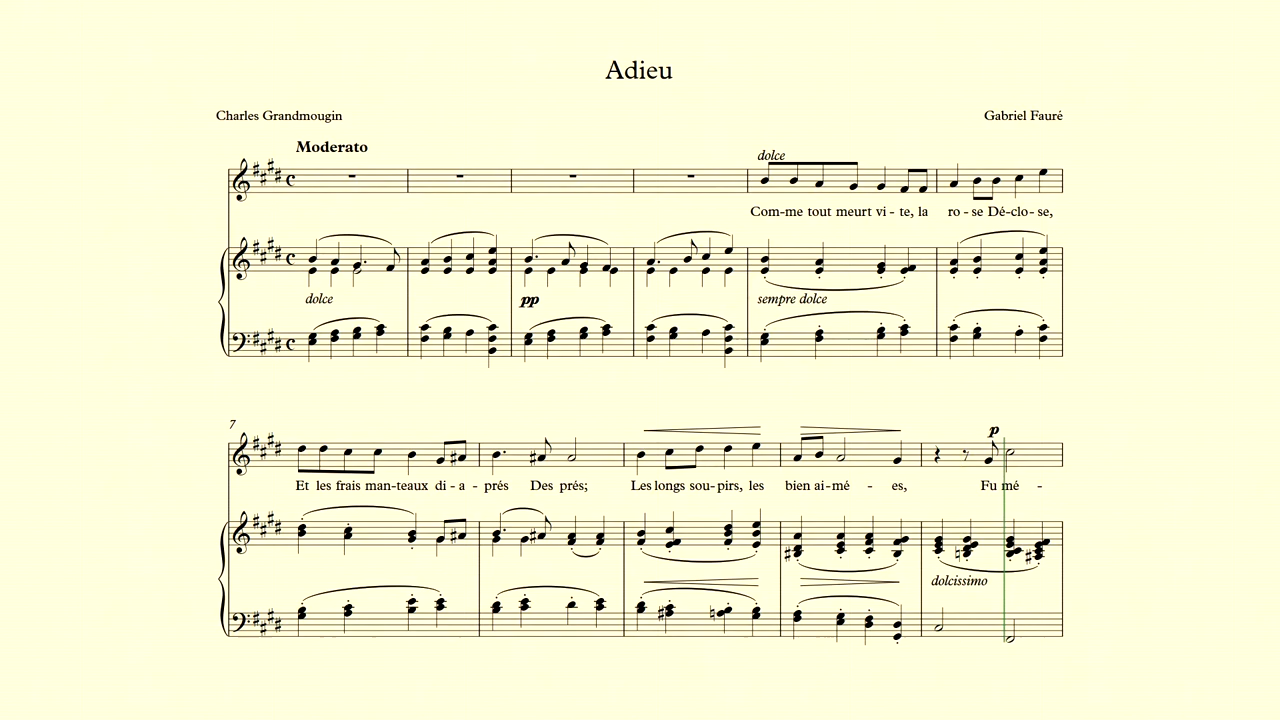 Adieu
Charles Grandmougin
Gabriel Fauré
Moderato
dolce
Com-me tout meurt vi - te, la ro - se Dé-clo - se,
dolce
pp
sempre dolce
7
p
Et les frais man-teaux di - a - prés Des prés; Les longs sou-pirs, les bien ai-mé - es, Fu mé -
dolcissimo